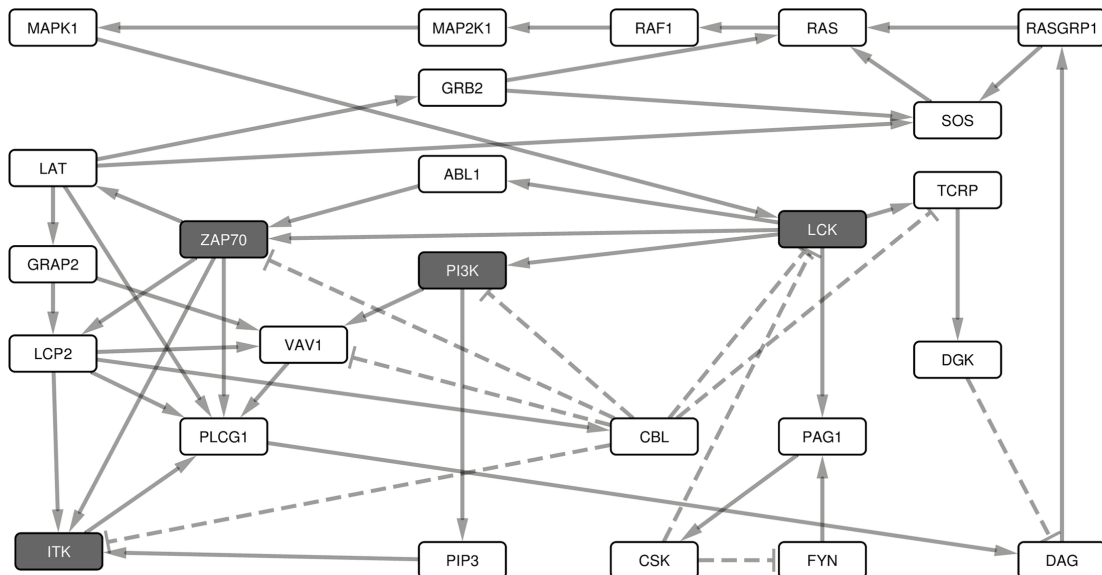 MAPK1
MAP2K1
RAF1
RAS
RASGRP1
GRB2
SOS
LAT
ABL1
TCRP
ZAP70
LCK
GRAP2
PI3K
LCP2
VAV1
DGK
PLCG1
CBL
PAG1
ITK
PIP3
CSK
FYN
DAG